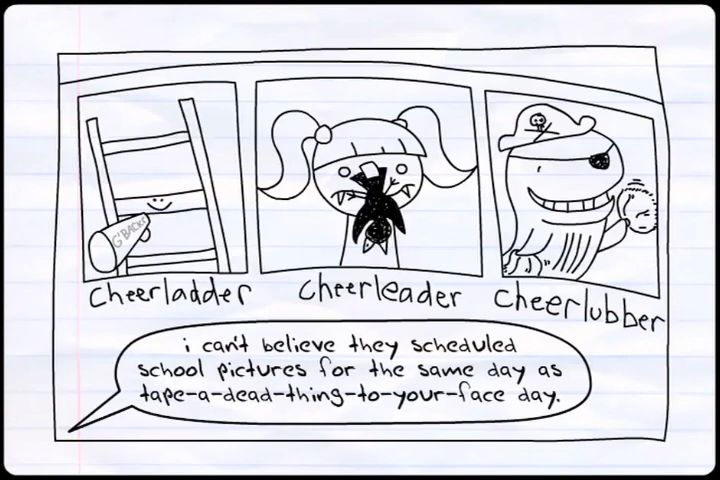 G'BACKS
cheerladder
cheerleader
cheerlubber
i can't believe they scheduled
school pictures for the same day as
tape-a-dead-thing-to-your-face day.